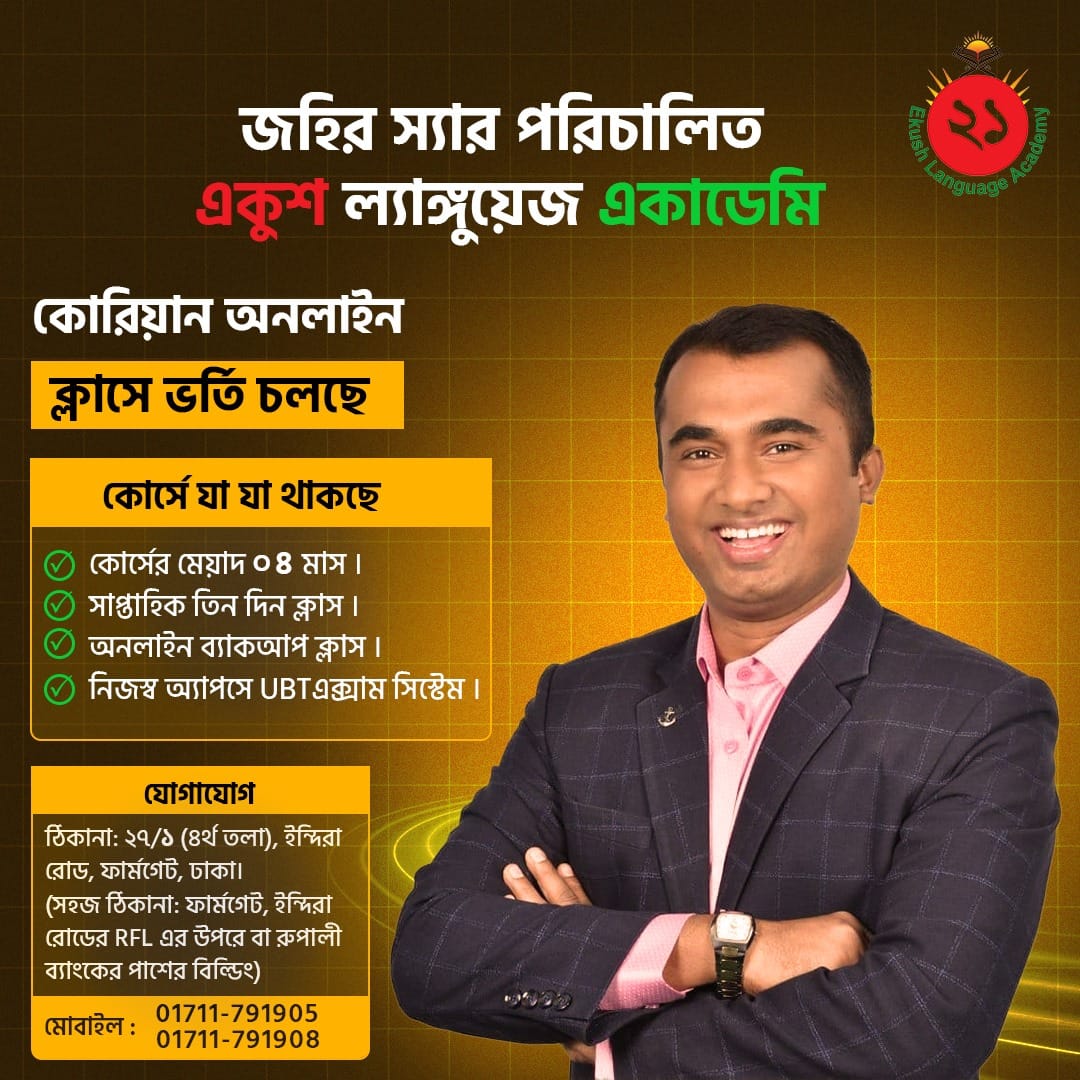 জহির স্যার পরিচালিত
একুশ ল্যাঙ্গুয়েজ একাডেমি
২১
Ekush Language Academy
কোরিয়ান অনলাইন
ক্লাসে ভর্তি চলছে
কোর্সে যা যা থাকছে
কোর্সের মেয়াদ ০৪ মাস ।
সাপ্তাহিক তিন দিন ক্লাস ।
অনলাইন ব্যাকআপ ক্লাস ।
নিজস্ব অ্যাপসে UBTএক্সাম সিস্টেম ।
যোগাযোগ
ঠিকানা: ২৭/১ (৪র্থ তলা), ইন্দিরা
রোড, ফার্মগেট, ঢাকা।
(সহজ ঠিকানা: ফার্মগেট, ইন্দিরা
রোডের RFL এর উপরে বা রুপালী
ব্যাংকের পাশের বিল্ডিং)
মোবাইল : 01711-791905
01711-791908